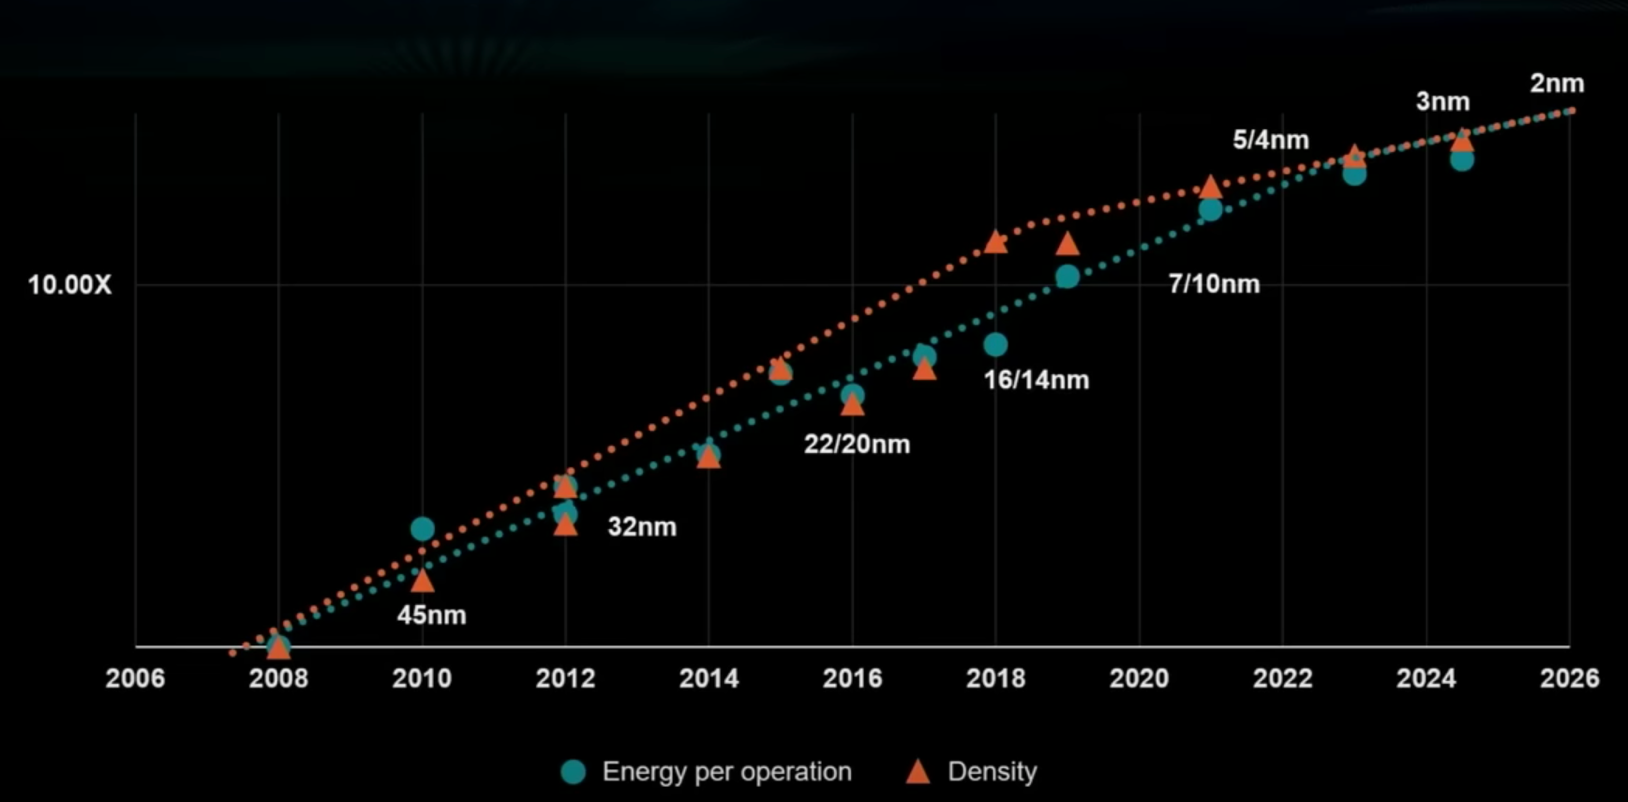 2nm
3nm
5/4nm
10.00X
7/10nm
16/14nm
22/20nm
32nm
45nm
2006 2008 2010 2012 2014 2016 2018 2020 2022 2024 2026
Energy per operation Density